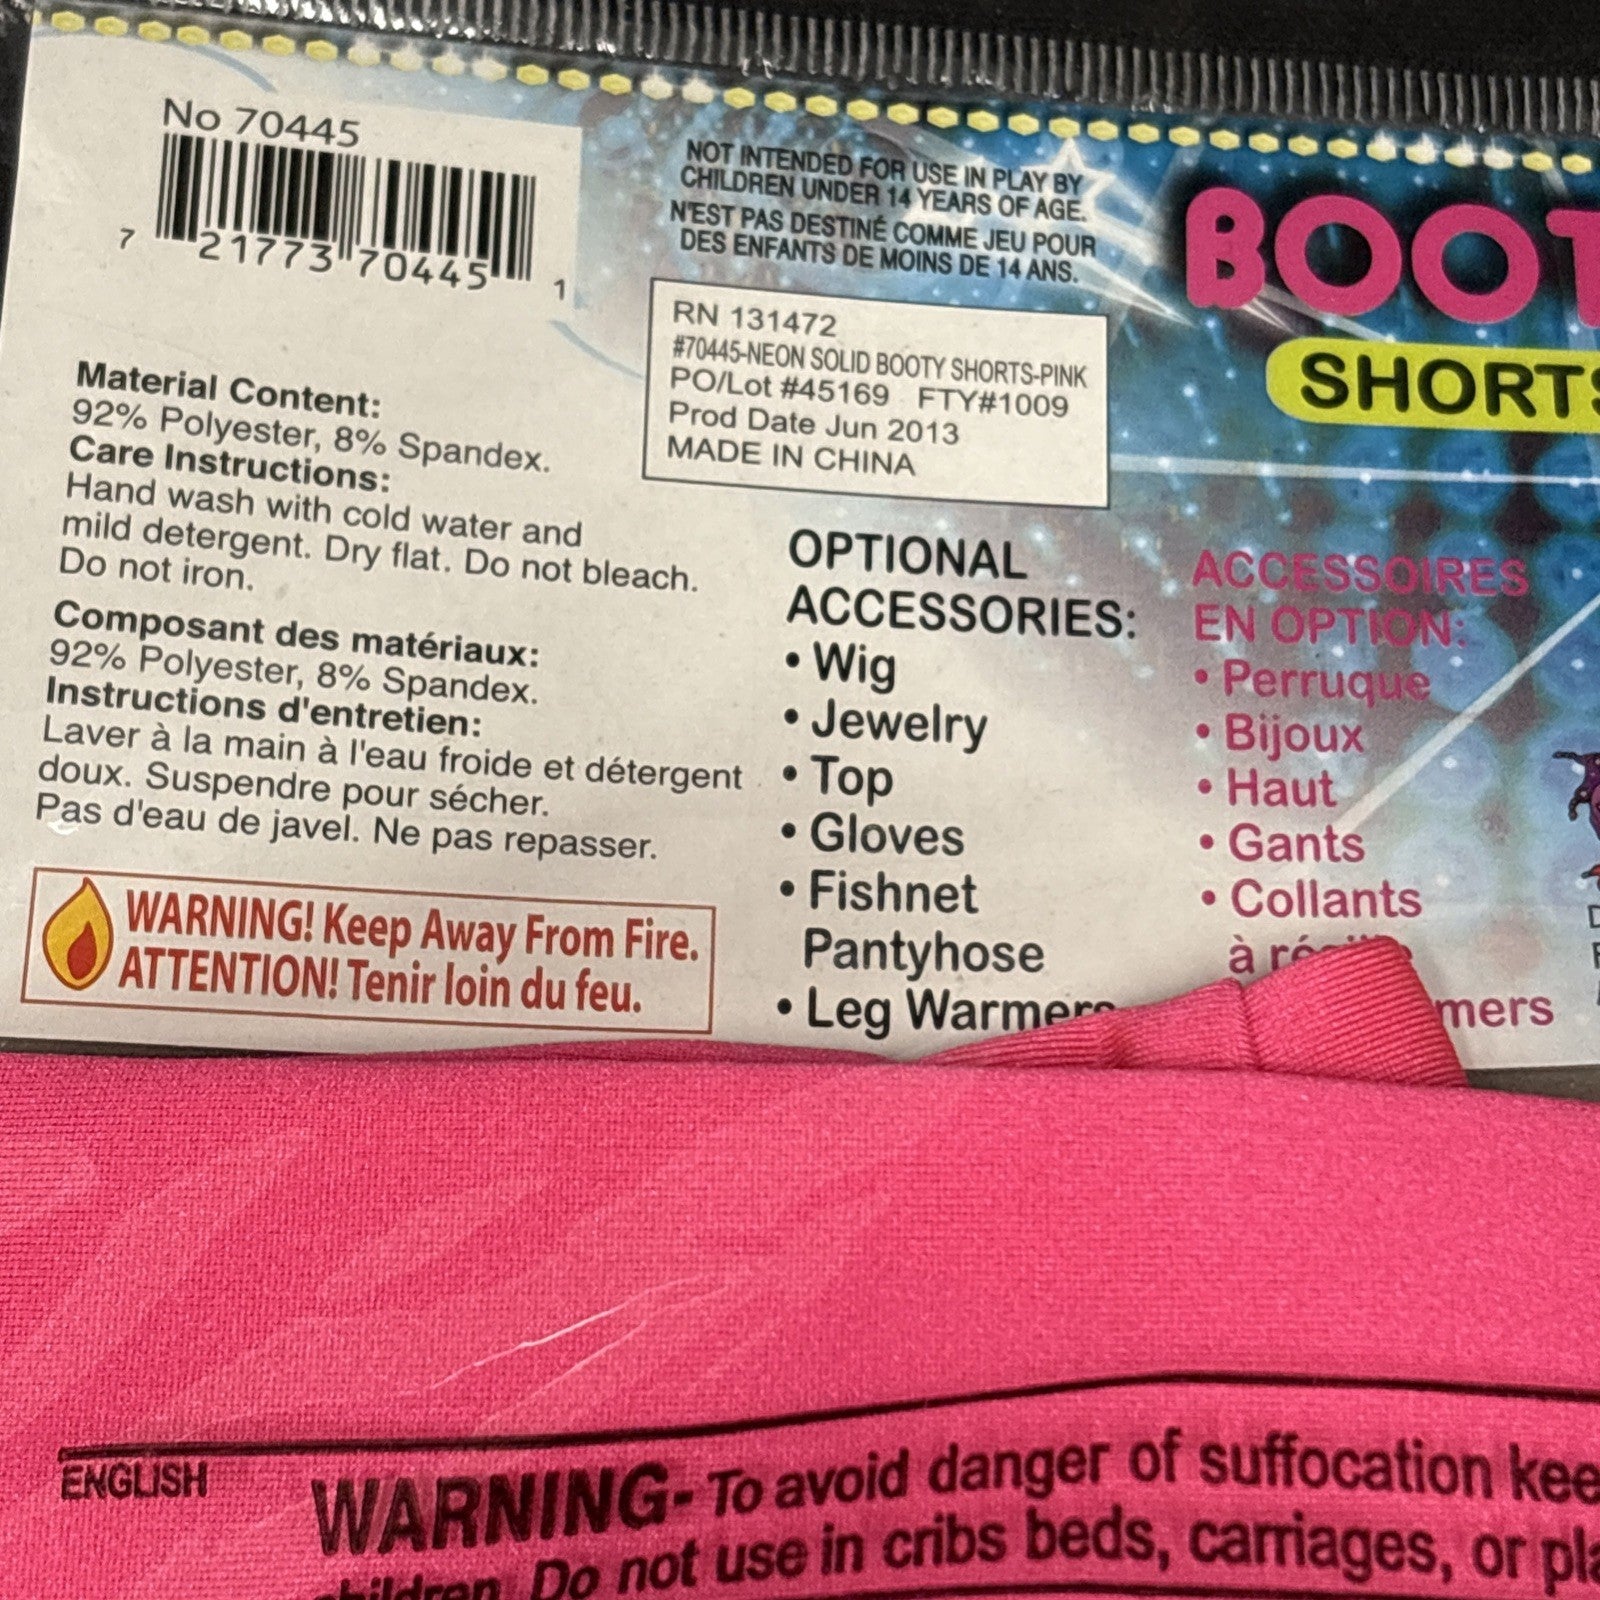 No 70445
7 21773 70445 1
NOT INTENDED FOR USE IN PLAY BY
CHILDREN UNDER 14 YEARS OF AGE.
N'EST PAS DESTINÉ COMME JEU POUR
DES ENFANTS DE MOINS DE 14 ANS.
RN 131472
#70445-NEON SOLID BOOTY SHORTS-PINK
PO/Lot #45169 FTY#1009
Prod Date Jun 2013
MADE IN CHINA
BOOT
SHORTS
Material Content:
92% Polyester, 8% Spandex.
Care Instructions:
Hand wash with cold water and
mild detergent. Dry flat. Do not bleach.
Do not iron.
Composant des matériaux:
92% Polyester, 8% Spandex.
Instructions d'entretien:
Laver à la main à l'eau froide et détergent
doux. Suspendre pour sécher.
Pas d'eau de javel. Ne pas repasser.
WARNING! Keep Away From Fire.
ATTENTION! Tenir loin du feu.
OPTIONAL
ACCESSORIES:
• Wig
• Jewelry
• Top
• Gloves
• Fishnet
Pantyhose
• Leg Warmers
ACCESSOIRES
EN OPTION:
• Perruque
• Bijoux
• Haut
• Gants
• Collants
à
mers
ENGLISH
WARNING- To avoid danger of suffocation kee
children. Do not use in cribs beds, carriages, or pla